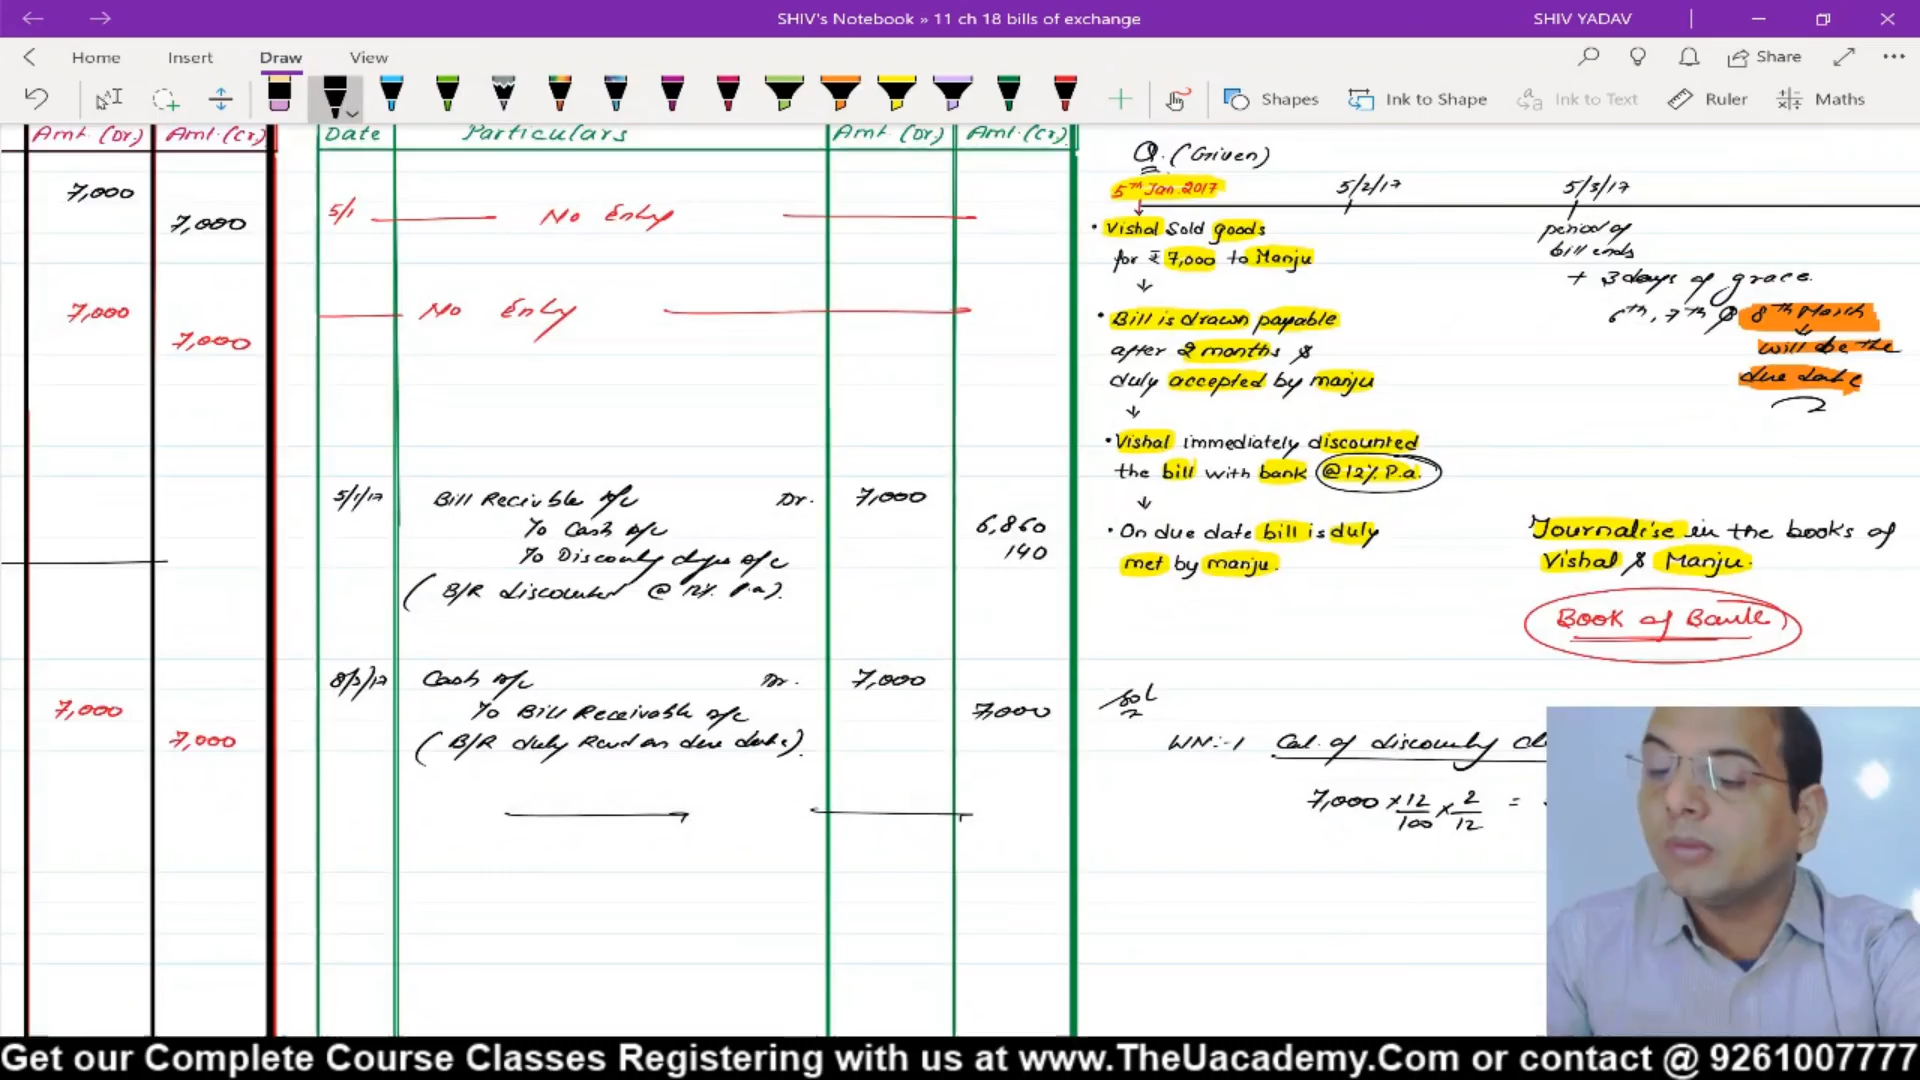 SHIV's Notebook » 11 ch 18 bills of exchange
SHIV YADAV
Home Insert Draw View
Share
Shapes
Ink to Shape
Ink to Text
Ruler
Maths
Amt. (Dr.) Amt. (Cr.) Date Particulars Amt. (Dr.) Amt. (Cr.)
7,000
7,000
5/1 No Entry
7,000
No Entry
7,000
5/1/17 Bill Recivble A/c Dr. 7,000
To Cash A/c 6,860
To Discounting A/c 140
( B/R discounted @ 12% P.a).
8/3/17 Cash A/c Dr. 7,000
7,000
To Bill Receivable A/c 7,000
7,000
( B/R duly on due date).
Q. (Given)
5th Jan. 2017 5/2/17 5/3/17
• Vishal Sold goods
for ₹ 7,000 to Manju
period of
bill ends
+ 3 days of grace.
6th, 7th & 8th March
will be the
due date
• Bill is drawn payable
after 2 months &
duly accepted by manju
• Vishal immediately discounted
the bill with bank @12% P.a.
• On due date bill is duly
met by manju.
Journalise in the books of
Vishal & Manju.
Book of Bank
Sol
WN:-1 Cal. of discounting
7,000 × 12/100 × 2/12 =
Get our Complete Course Classes Registering with us at www.TheUacademy.Com or contact @ 9261007777